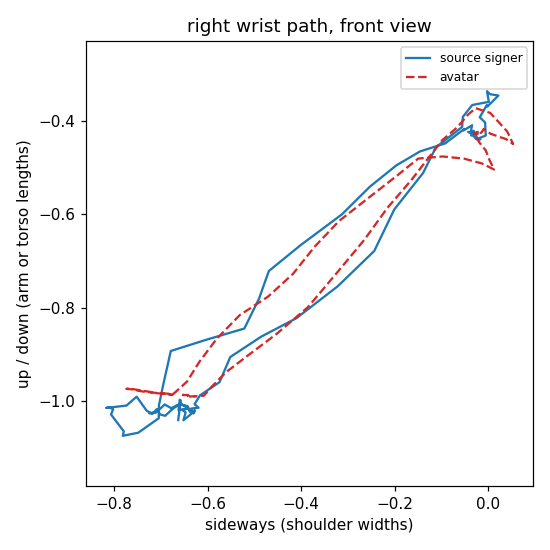 right wrist path, front view
source signer
avatar
up / down (arm or torso lengths)
−0.4
−0.6
−0.8
−1.0
−0.8
−0.6
−0.4
−0.2
0.0
sideways (shoulder widths)